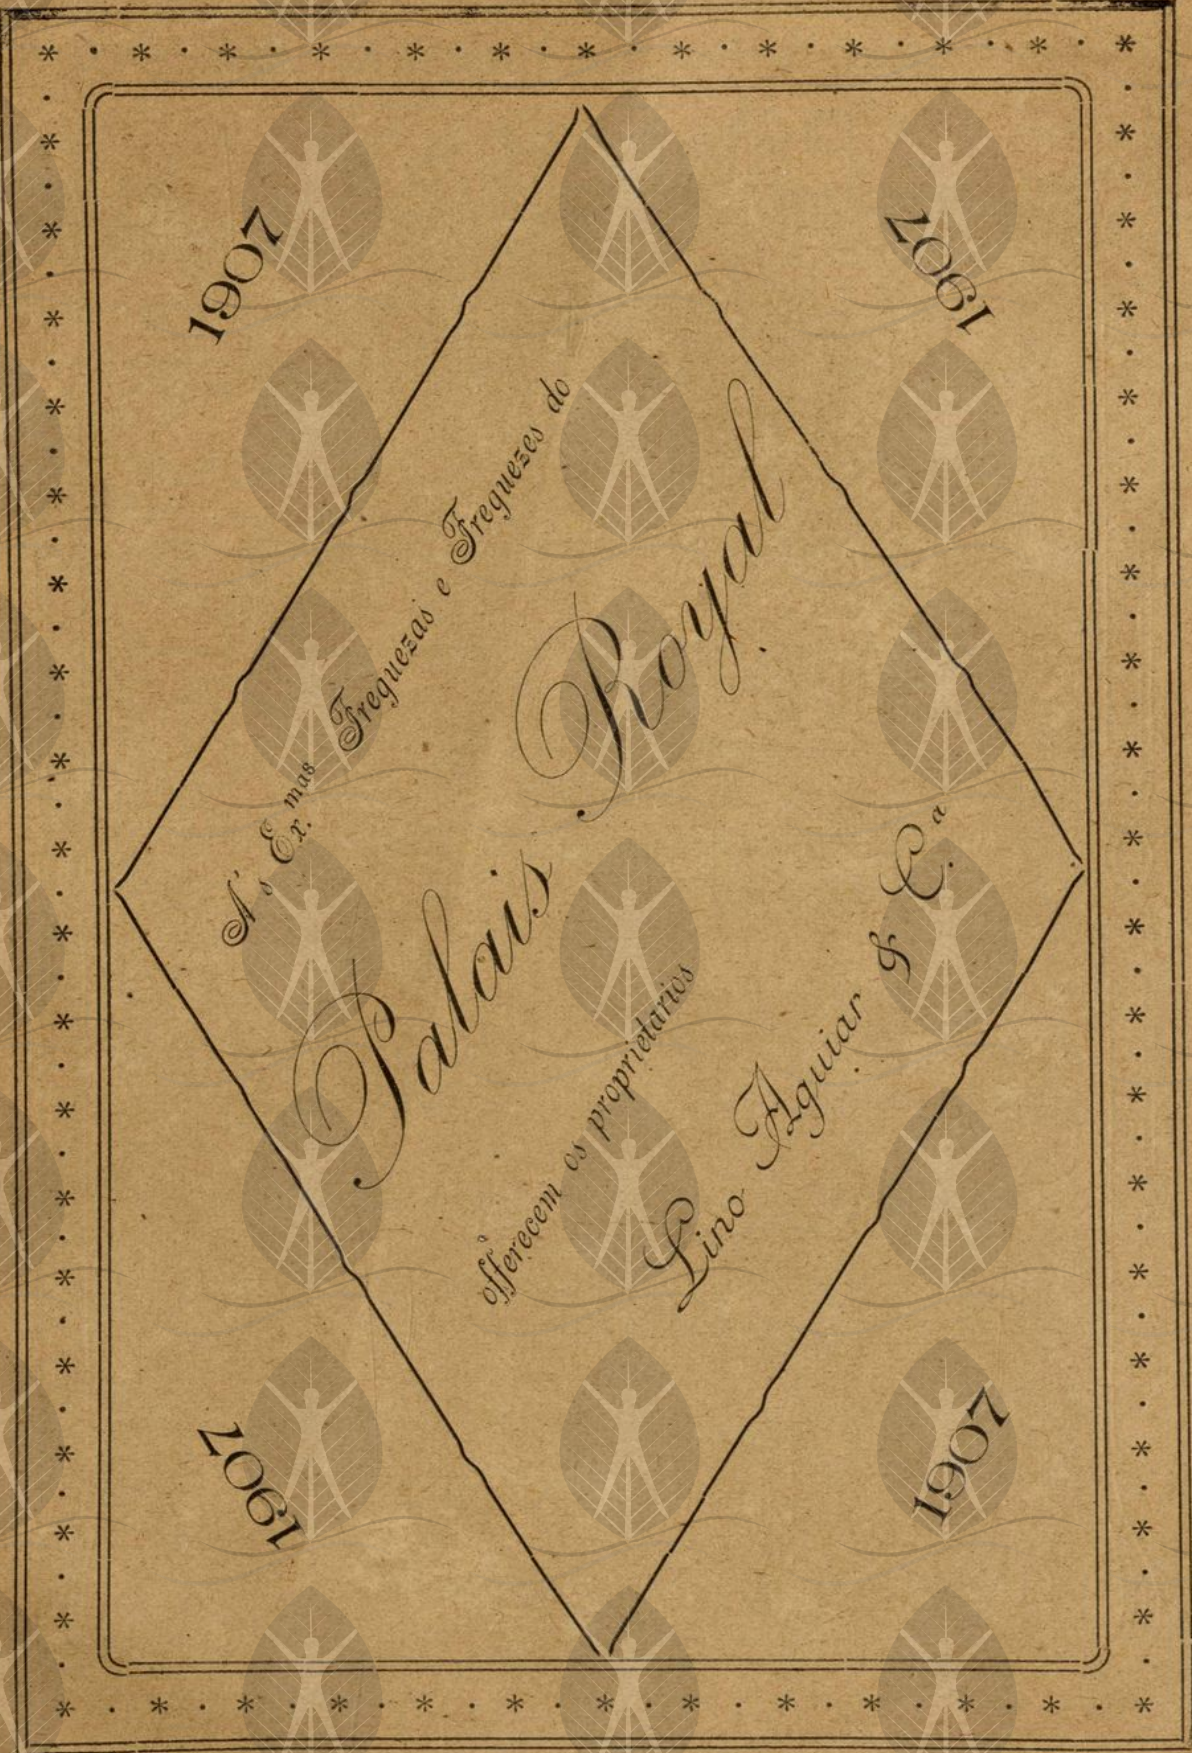 1907
1907
A's Ex.mas Freguezas e Freguezes do
Palais Royal
offerecem os proprietarios
Lino Aguiar & C.a
1907
1907